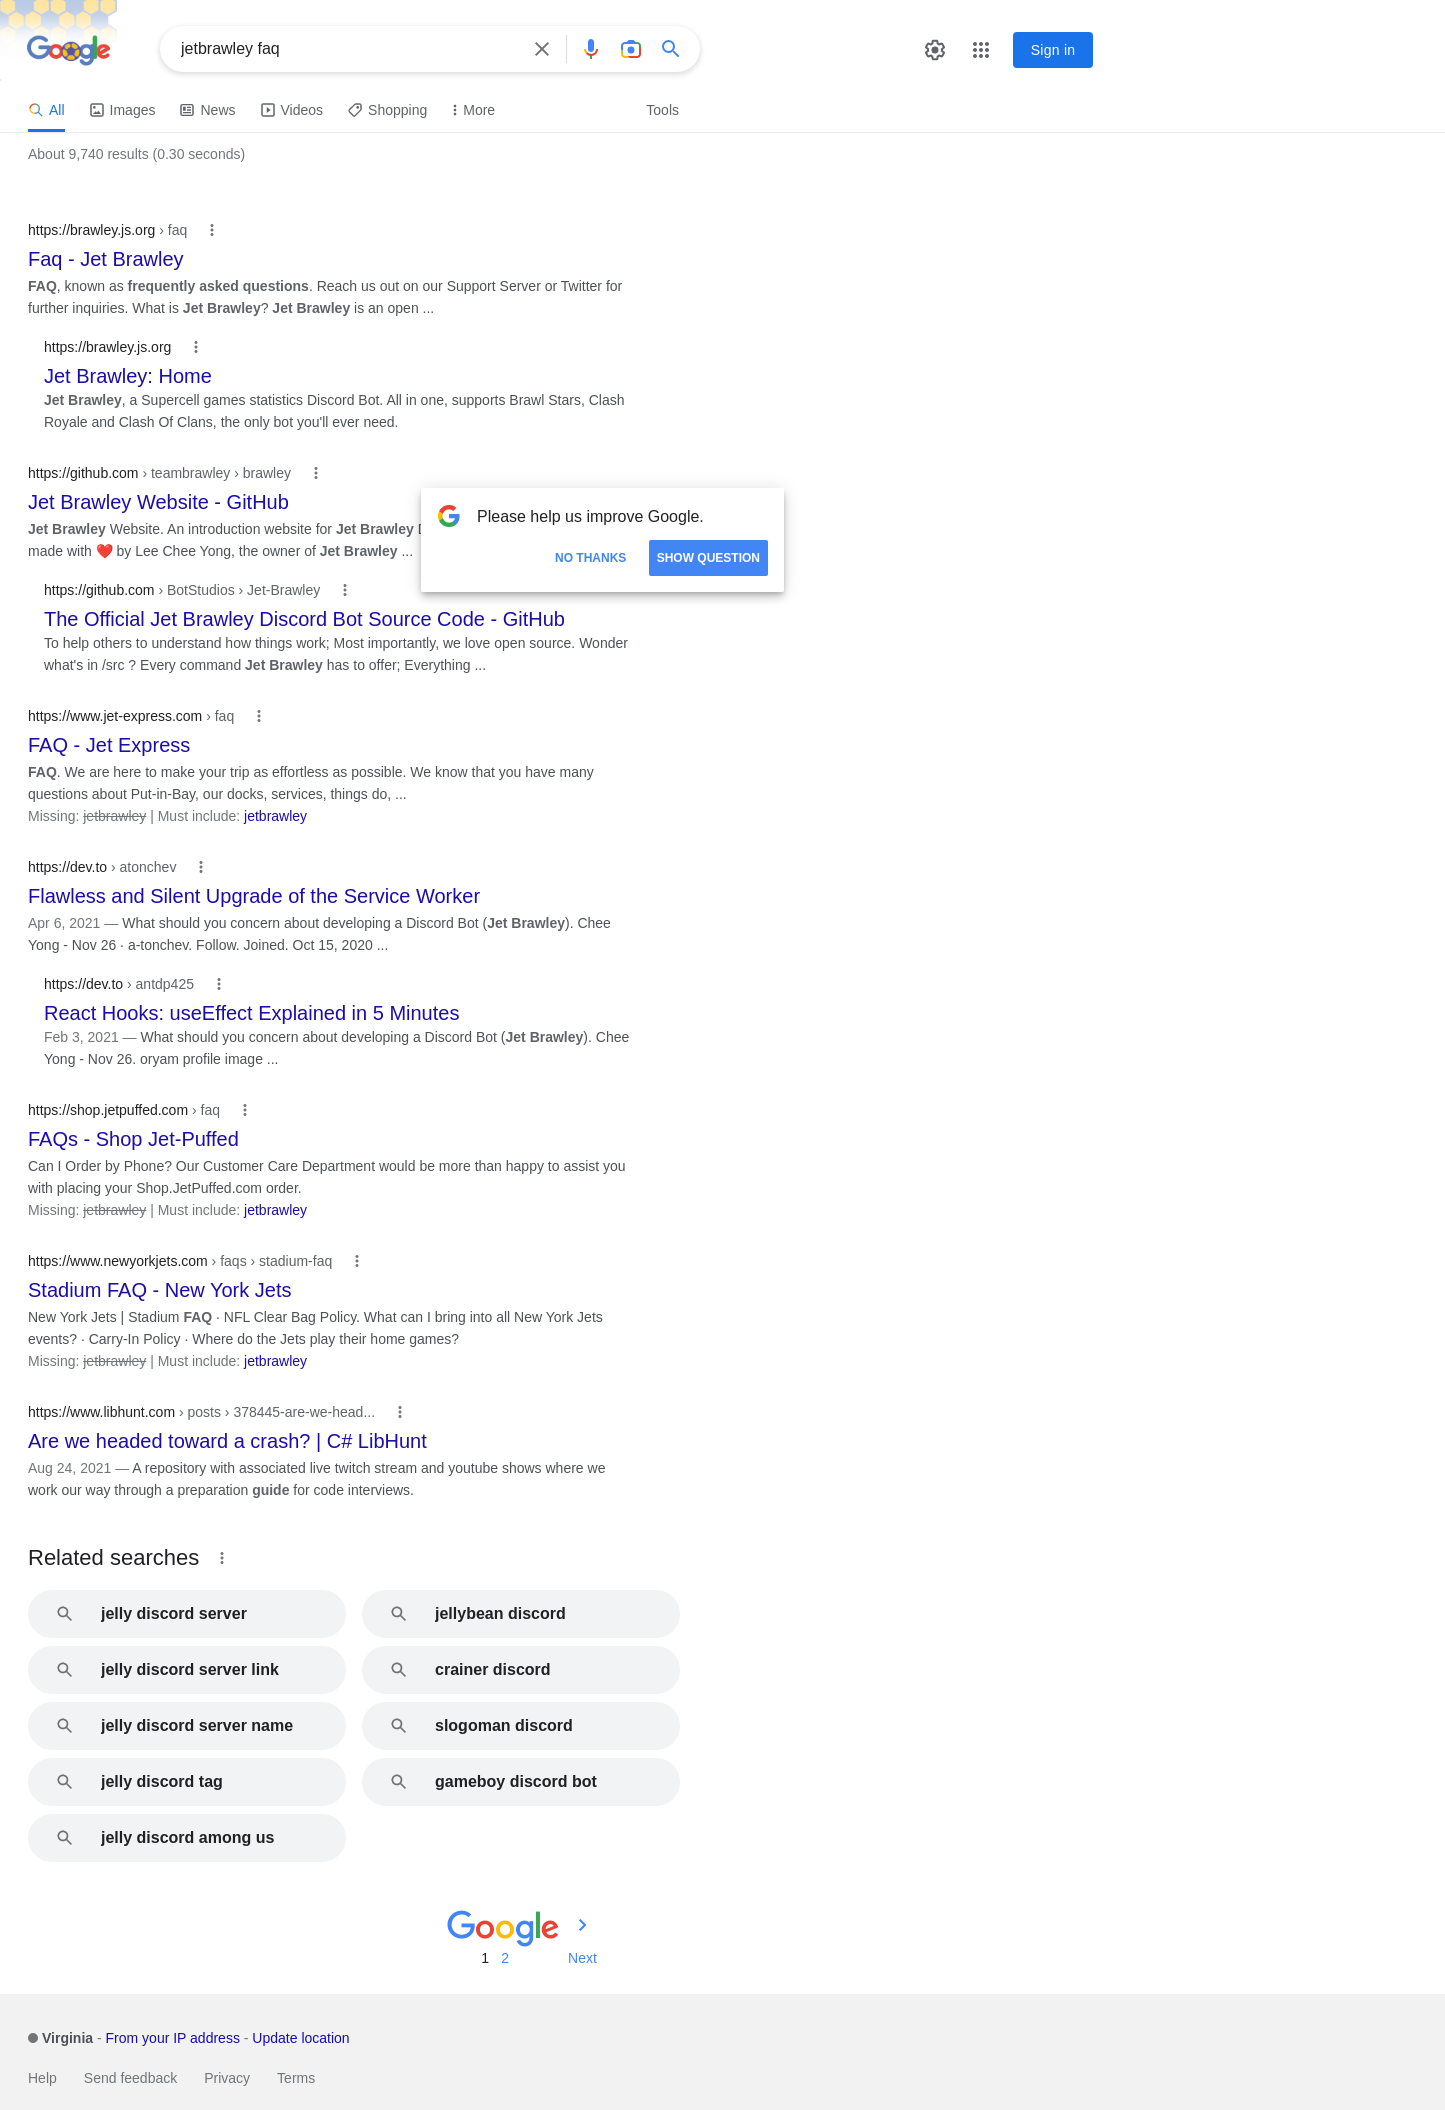 Google
jetbrawley faq
Sign in
All
Images
News
Videos
Shopping
More
Tools
About 9,740 results (0.30 seconds)
https://brawley.js.org › faq
Faq - Jet Brawley
FAQ, known as frequently asked questions. Reach us out on our Support Server or Twitter for
further inquiries. What is Jet Brawley? Jet Brawley is an open ...
https://brawley.js.org
Jet Brawley: Home
Jet Brawley, a Supercell games statistics Discord Bot. All in one, supports Brawl Stars, Clash
Royale and Clash Of Clans, the only bot you'll ever need.
https://github.com › teambrawley › brawley
Jet Brawley Website - GitHub
Jet Brawley Website. An introduction website for Jet Brawley
made with ❤️ by Lee Chee Yong, the owner of Jet Brawley ...
Please help us improve Google.
NO THANKS
SHOW QUESTION
https://github.com › BotStudios › Jet-Brawley
The Official Jet Brawley Discord Bot Source Code - GitHub
To help others to understand how things work; Most importantly, we love open source. Wonder
what's in /src ? Every command Jet Brawley has to offer; Everything ...
https://www.jet-express.com › faq
FAQ - Jet Express
FAQ. We are here to make your trip as effortless as possible. We know that you have many
questions about Put-in-Bay, our docks, services, things do, ...
Missing: jetbrawley | Must include: jetbrawley
https://dev.to › atonchev
Flawless and Silent Upgrade of the Service Worker
Apr 6, 2021 — What should you concern about developing a Discord Bot (Jet Brawley). Chee
Yong - Nov 26 · a-tonchev. Follow. Joined. Oct 15, 2020 ...
https://dev.to › antdp425
React Hooks: useEffect Explained in 5 Minutes
Feb 3, 2021 — What should you concern about developing a Discord Bot (Jet Brawley). Chee
Yong - Nov 26. oryam profile image ...
https://shop.jetpuffed.com › faq
FAQs - Shop Jet-Puffed
Can I Order by Phone? Our Customer Care Department would be more than happy to assist you
with placing your Shop.JetPuffed.com order.
Missing: jetbrawley | Must include: jetbrawley
https://www.newyorkjets.com › faqs › stadium-faq
Stadium FAQ - New York Jets
New York Jets | Stadium FAQ · NFL Clear Bag Policy. What can I bring into all New York Jets
events? · Carry-In Policy · Where do the Jets play their home games?
Missing: jetbrawley | Must include: jetbrawley
https://www.libhunt.com › posts › 378445-are-we-head...
Are we headed toward a crash? | C# LibHunt
Aug 24, 2021 — A repository with associated live twitch stream and youtube shows where we
work our way through a preparation guide for code interviews.
Related searches
jelly discord server
jellybean discord
jelly discord server link
crainer discord
jelly discord server name
slogoman discord
jelly discord tag
gameboy discord bot
jelly discord among us
Google
1 2 Next
Virginia - From your IP address - Update location
Help Send feedback Privacy Terms